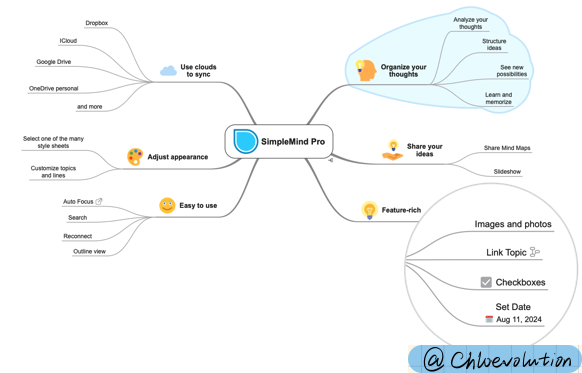 Dropbox
iCloud
Google Drive
OneDrive personal
and more
Use clouds
to sync
Select one of the many
style sheets
Customize topics
and lines
Adjust appearance
Auto Focus
Search
Reconnect
Outline view
Easy to use
SimpleMind Pro
Organize your
thoughts
Analyze your
thoughts
Structure
ideas
See new
possibilities
Learn and
memorize
Share your
ideas
Share Mind Maps
Slideshow
Feature-rich
Images and photos
Link Topic
Checkboxes
Set Date
Aug 11, 2024
@ Chloevolution